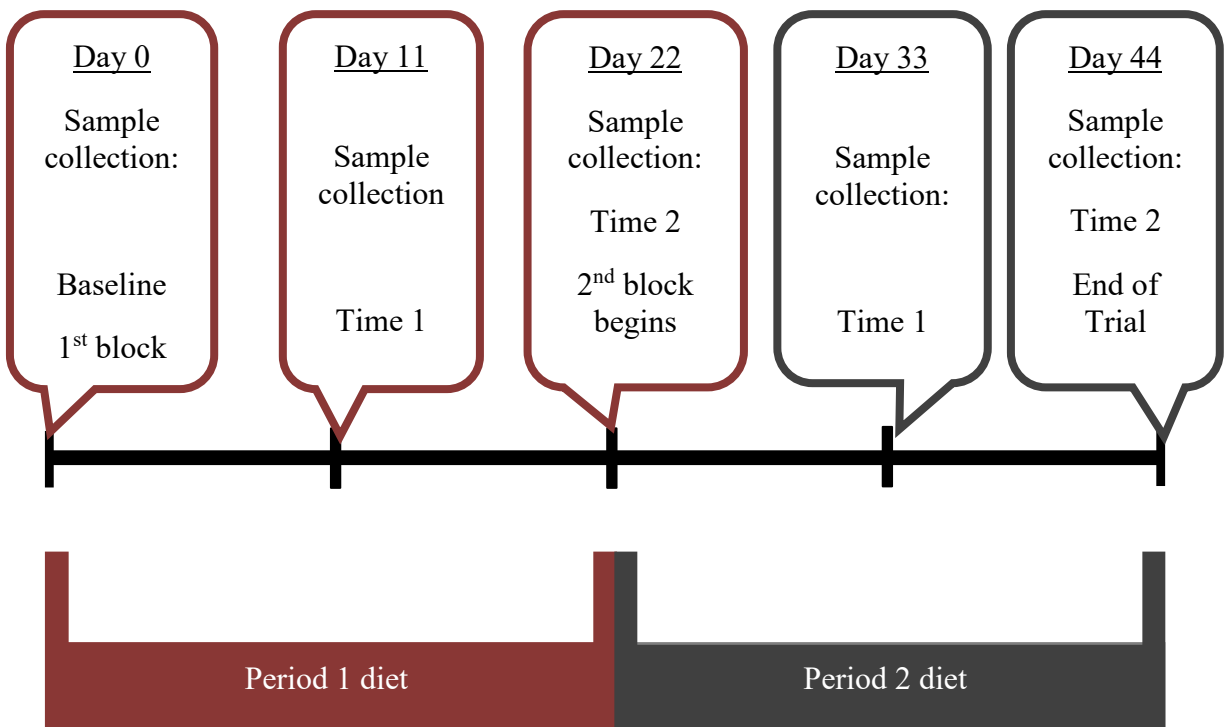 Day 0
Sample
collection:
Baseline
1st block
Day 11
Sample
collection
Time 1
Day 22
Sample
collection:
Time 2
2nd block
begins
Day 33
Sample
collection:
Time 1
Day 44
Sample
collection:
Time 2
End of
Trial
Period 1 diet
Period 2 diet